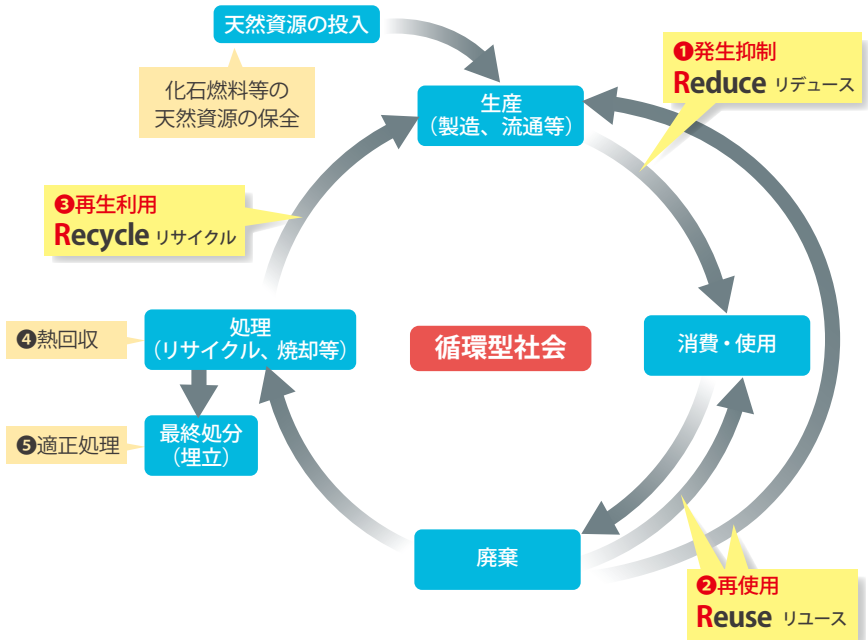 天然資源の投入
化石燃料等の
天然資源の保全
生産
（製造、流通等）
❶発生抑制
Reduce リデュース
❸再生利用
Recycle リサイクル
❹熱回収
処理
（リサイクル、焼却等）
循環型社会
消費・使用
❺適正処理
最終処分
（埋立）
廃棄
❷再使用
Reuse リユース